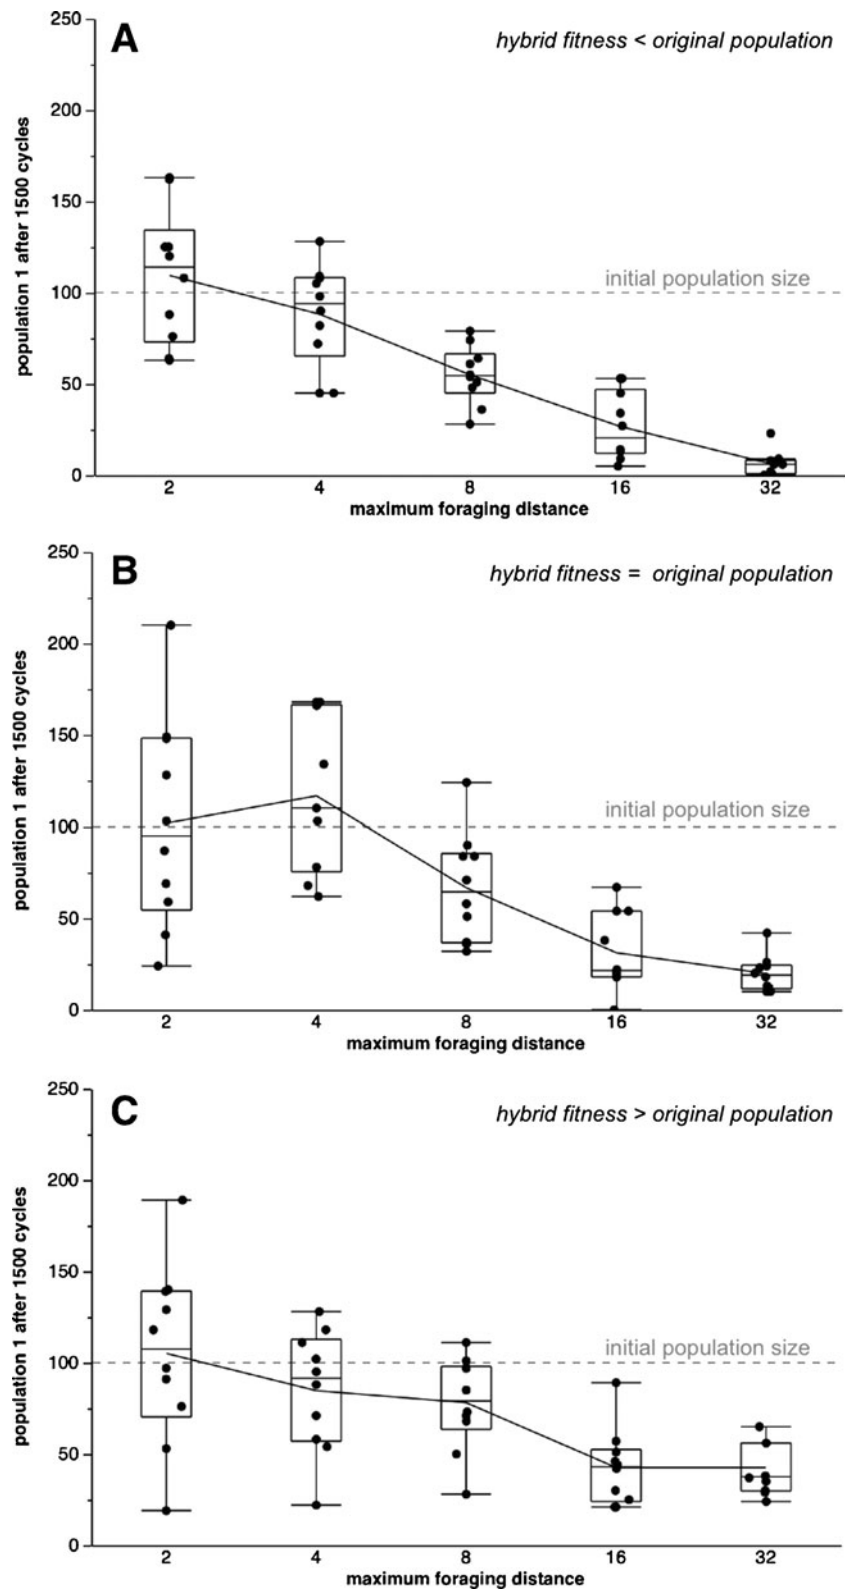 A
hybrid fitness < original population
250
200
150
100
50
0
population 1 after 1500 cycles
initial population size
2 4 8 16 32
maximum foraging distance
B
hybrid fitness = original population
250
200
150
100
50
0
population 1 after 1500 cycles
initial population size
2 4 8 16 32
maximum foraging distance
C
hybrid fitness > original population
250
200
150
100
50
0
population 1 after 1500 cycles
initial population size
2 4 8 16 32
maximum foraging distance